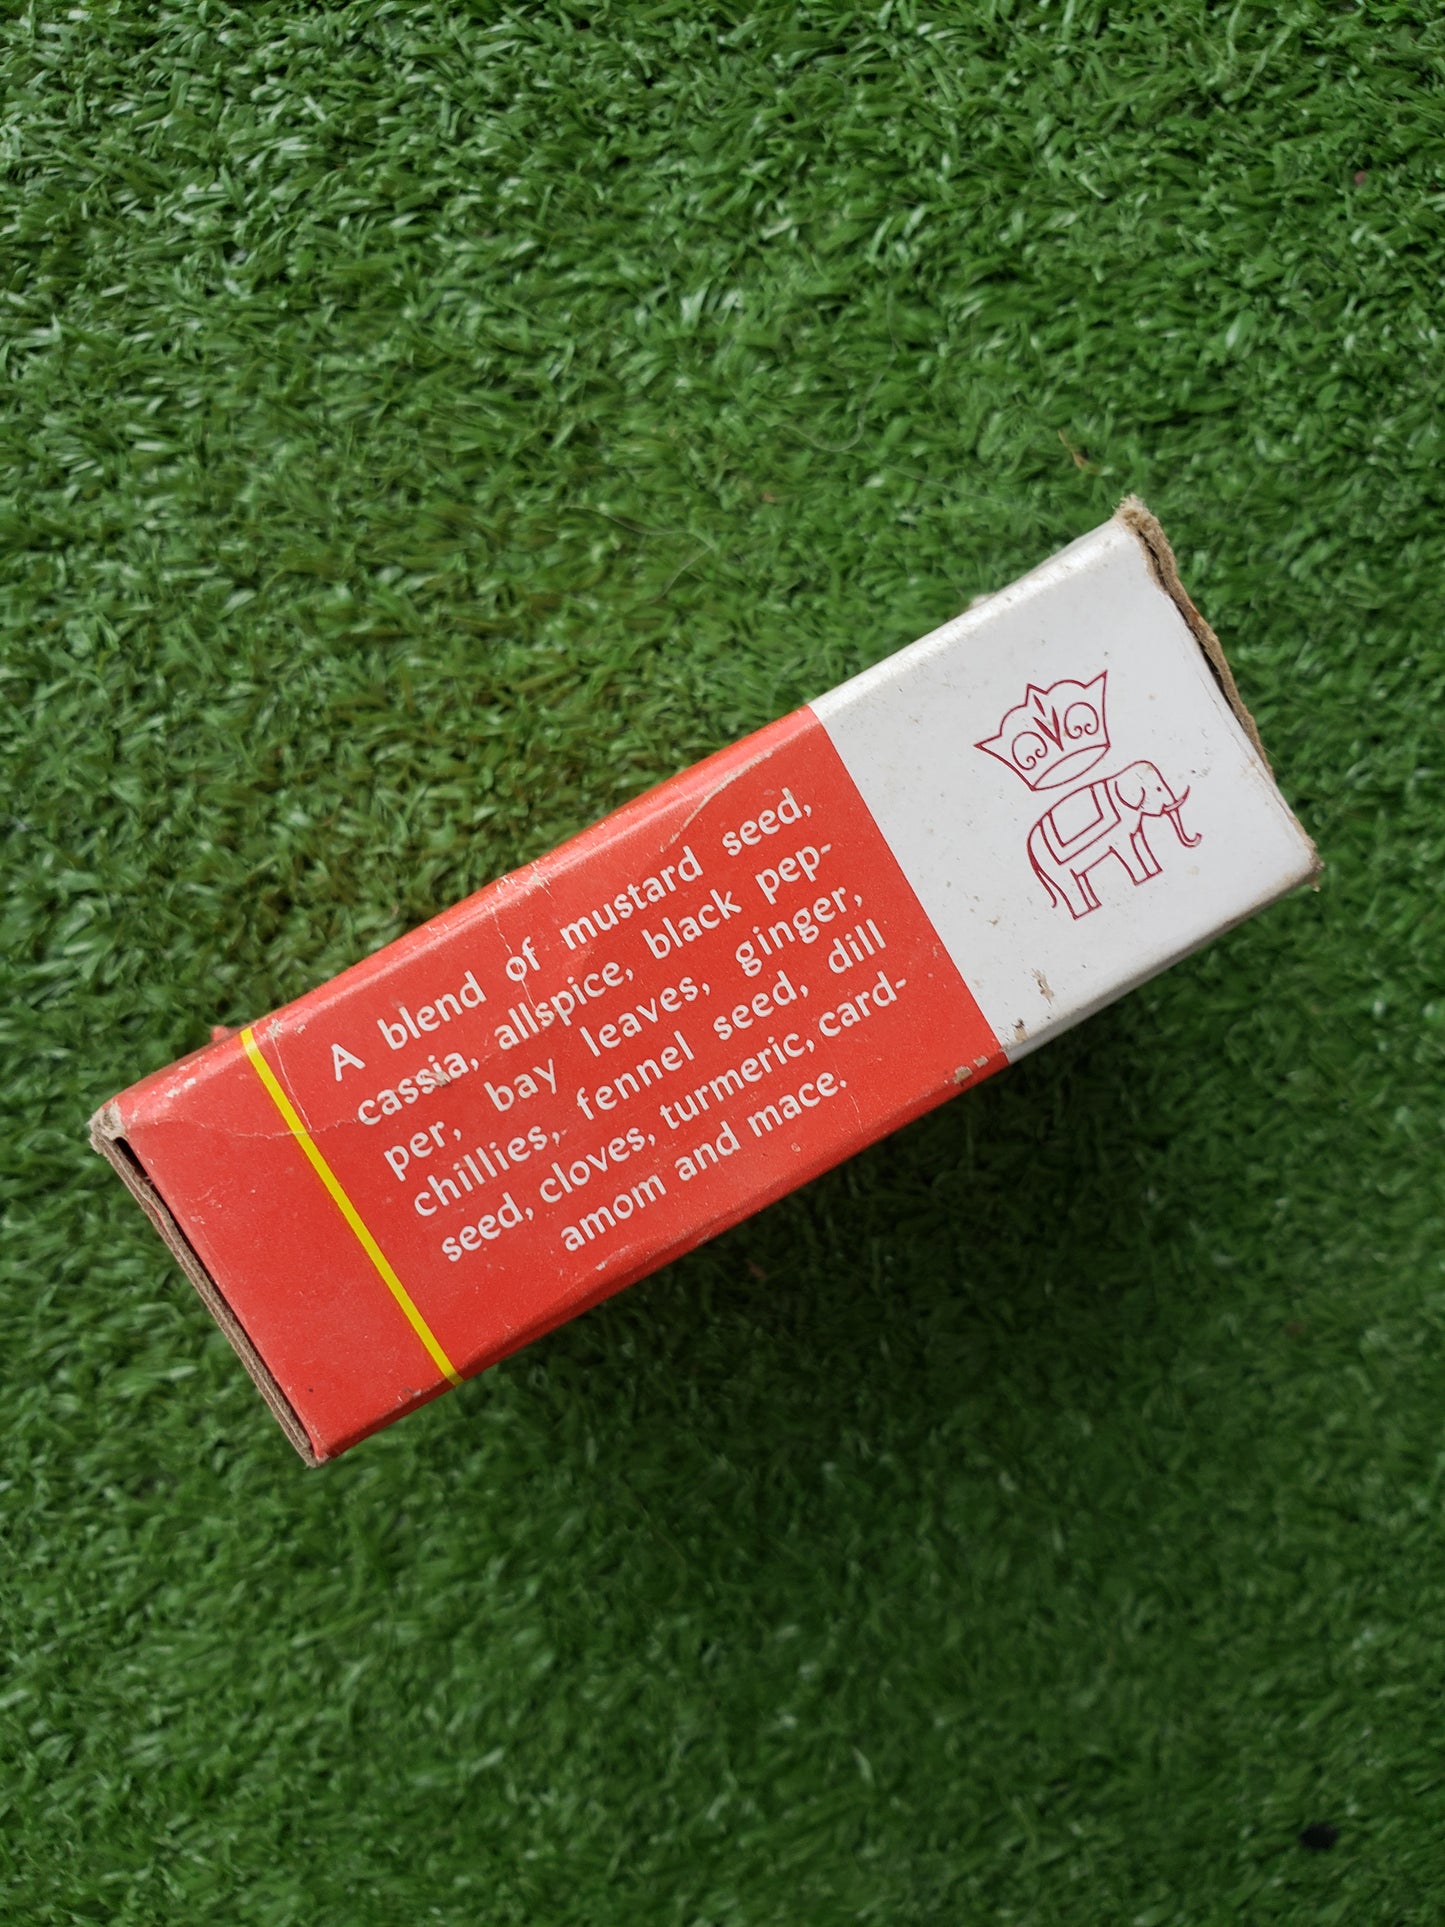 A blend of mustard seed,
cassia, allspice, black pep-
per, bay leaves, ginger,
chillies, fennel seed, dill
seed, cloves, turmeric, card-
amom and mace.